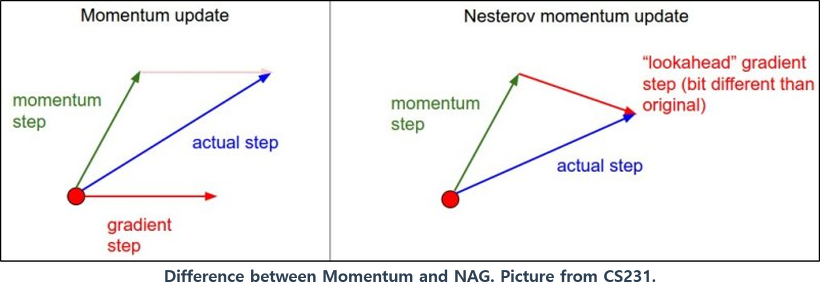 Momentum update
momentum
step
actual step
gradient
step
Nesterov momentum update
"lookahead" gradient
step (bit different than
original)
momentum
step
actual step
Difference between Momentum and NAG. Picture from CS231.